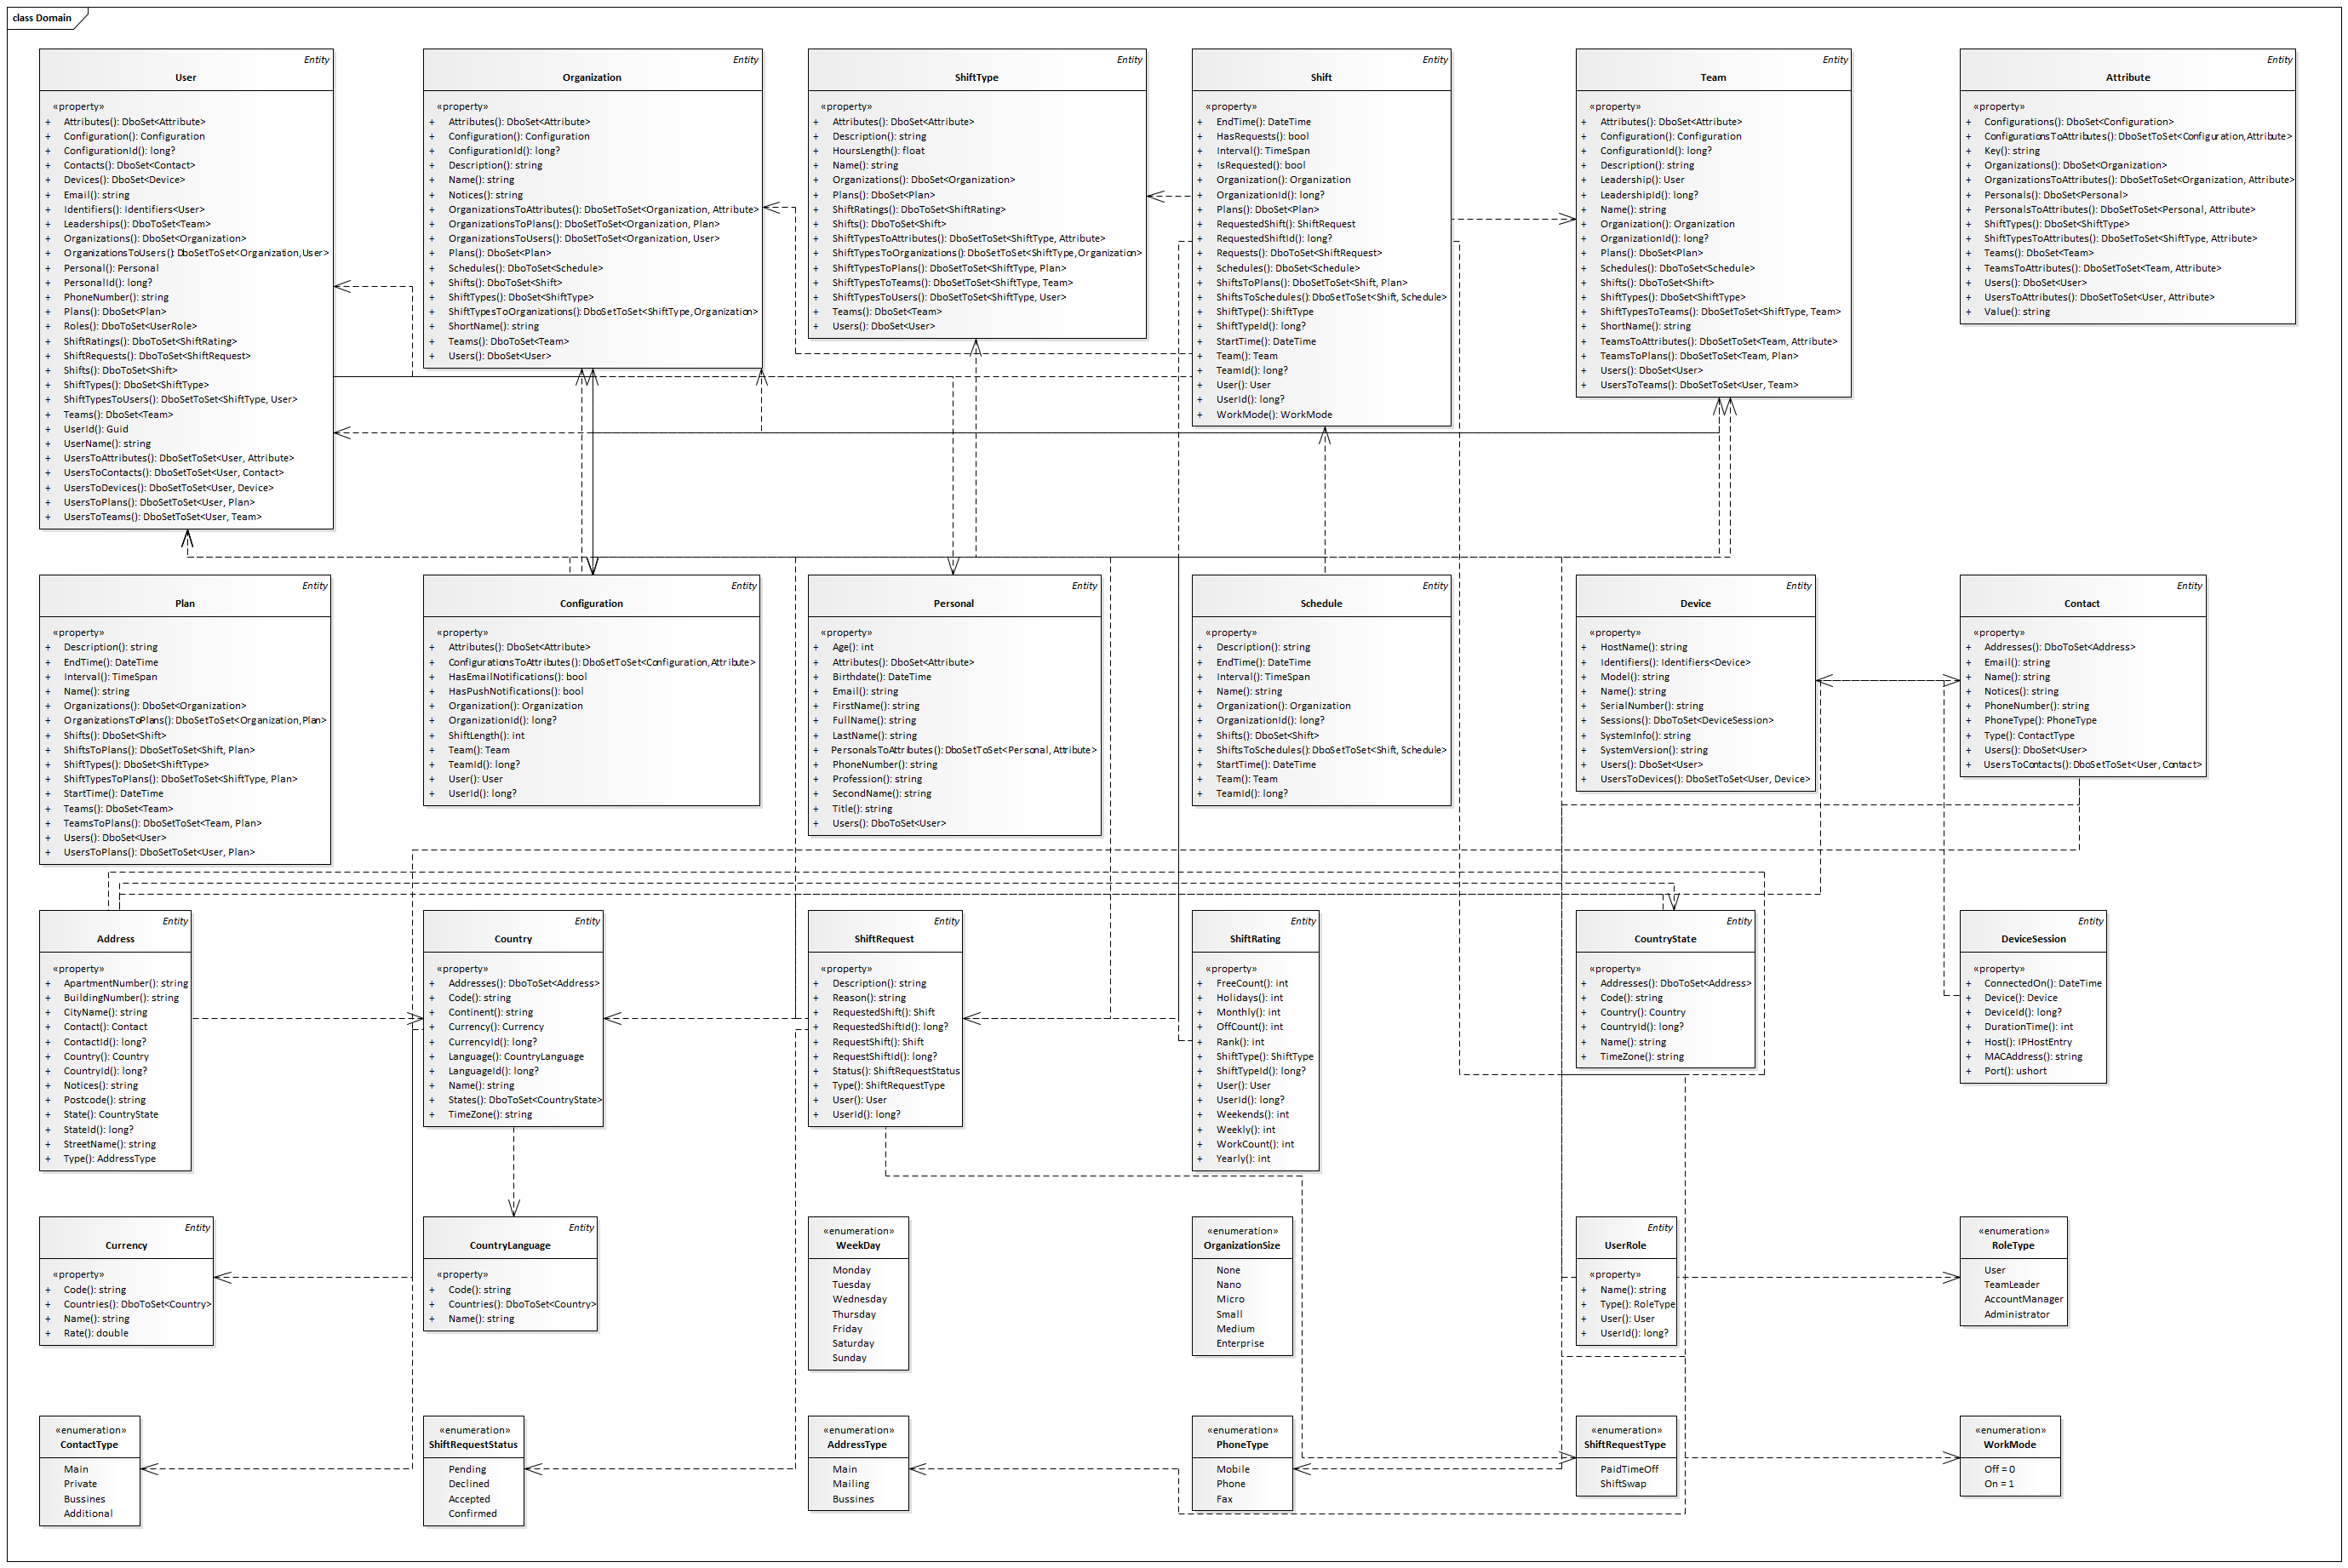 class Domain
Entity
User
«property»
+ Attributes(): DboSet<Attribute>
+ Configuration(): Configuration
+ ConfigurationId(): long?
+ Contacts(): DboSet<Contact>
+ Devices(): DboSet<Device>
+ Email(): string
+ Identifiers(): Identifiers<User>
+ Leaderships(): DboToSet<Team>
+ Organizations(): DboSet<Organization>
+ OrganizationsToUsers(): DboSetToSet<Organization,User>
+ Personal(): Personal
+ PersonalId(): long?
+ PhoneNumber(): string
+ Plans(): DboSet<Plan>
+ Roles(): DboToSet<UserRole>
+ ShiftRatings(): DboToSet<ShiftRating>
+ ShiftRequests(): DboToSet<ShiftRequest>
+ Shifts(): DboToSet<Shift>
+ ShiftTypes(): DboSet<ShiftType>
+ ShiftTypesToUsers(): DboSetToSet<ShiftType, User>
+ Teams(): DboSet<Team>
+ UserId(): Guid
+ UserName(): string
+ UsersToAttributes(): DboSetToSet<User, Attribute>
+ UsersToContacts(): DboSetToSet<User, Contact>
+ UsersToDevices(): DboSetToSet<User, Device>
+ UsersToPlans(): DboSetToSet<User, Plan>
+ UsersToTeams(): DboSetToSet<User, Team>
Entity
Organization
«property»
+ Attributes(): DboSet<Attribute>
+ Configuration(): Configuration
+ ConfigurationId(): long?
+ Description(): string
+ Name(): string
+ Notices(): string
+ OrganizationsToAttributes(): DboSetToSet<Organization, Attribute>
+ OrganizationsToPlans(): DboSetToSet<Organization, Plan>
+ OrganizationsToUsers(): DboSetToSet<Organization, User>
+ Plans(): DboSet<Plan>
+ Schedules(): DboToSet<Schedule>
+ Shifts(): DboToSet<Shift>
+ ShiftTypes(): DboSet<ShiftType>
+ ShiftTypesToOrganizations(): DboSetToSet<ShiftType,Organization>
+ ShortName(): string
+ Teams(): DboToSet<Team>
+ Users(): DboSet<User>
Entity
ShiftType
«property»
+ Attributes(): DboSet<Attribute>
+ Description(): string
+ HoursLength(): float
+ Name(): string
+ Organizations(): DboSet<Organization>
+ Plans(): DboSet<Plan>
+ ShiftRatings(): DboToSet<ShiftRating>
+ Shifts(): DboToSet<Shift>
+ ShiftTypesToAttributes(): DboSetToSet<ShiftType, Attribute>
+ ShiftTypesToOrganizations(): DboSetToSet<ShiftType,Organization>
+ ShiftTypesToPlans(): DboSetToSet<ShiftType, Plan>
+ ShiftTypesToTeams(): DboSetToSet<ShiftType, Team>
+ ShiftTypesToUsers(): DboSetToSet<ShiftType, User>
+ Teams(): DboSet<Team>
+ Users(): DboSet<User>
Entity
Shift
«property»
+ EndTime(): DateTime
+ HasRequests(): bool
+ Interval(): TimeSpan
+ IsRequested(): bool
+ Organization(): Organization
+ OrganizationId(): long?
+ Plans(): DboSet<Plan>
+ RequestedShift(): ShiftRequest
+ RequestedShiftId(): long?
+ Requests(): DboToSet<ShiftRequest>
+ Schedules(): DboSet<Schedule>
+ ShiftsToPlans(): DboSetToSet<Shift, Plan>
+ ShiftsToSchedules(): DboSetToSet<Shift, Schedule>
+ ShiftType(): ShiftType
+ ShiftTypeId(): long?
+ StartTime(): DateTime
+ Team(): Team
+ TeamId(): long?
+ User(): User
+ UserId(): long?
+ WorkMode(): WorkMode
Entity
Team
«property»
+ Attributes(): DboSet<Attribute>
+ Configuration(): Configuration
+ ConfigurationId(): long?
+ Description(): string
+ Leadership(): User
+ LeadershipId(): long?
+ Name(): string
+ Organization(): Organization
+ OrganizationId(): long?
+ Plans(): DboSet<Plan>
+ Schedules(): DboToSet<Schedule>
+ Shifts(): DboToSet<Shift>
+ ShiftTypes(): DboSet<ShiftType>
+ ShiftTypesToTeams(): DboSetToSet<ShiftType, Team>
+ ShortName(): string
+ TeamsToAttributes(): DboSetToSet<Team, Attribute>
+ TeamsToPlans(): DboSetToSet<Team, Plan>
+ Users(): DboSet<User>
+ UsersToTeams(): DboSetToSet<User, Team>
Entity
Attribute
«property»
+ Configurations(): DboSet<Configuration>
+ ConfigurationsToAttributes(): DboSetToSet<Configuration,Attribute>
+ Key(): string
+ Organizations(): DboSet<Organization>
+ OrganizationsToAttributes(): DboSetToSet<Organization, Attribute>
+ Personals(): DboSet<Personal>
+ PersonalsToAttributes(): DboSetToSet<Personal, Attribute>
+ ShiftTypes(): DboSet<ShiftType>
+ ShiftTypesToAttributes(): DboSetToSet<ShiftType, Attribute>
+ Teams(): DboSet<Team>
+ TeamsToAttributes(): DboSetToSet<Team, Attribute>
+ Users(): DboSet<User>
+ UsersToAttributes(): DboSetToSet<User, Attribute>
+ Value(): string
Entity
Plan
«property»
+ Description(): string
+ EndTime(): DateTime
+ Interval(): TimeSpan
+ Name(): string
+ Organizations(): DboSet<Organization>
+ OrganizationsToPlans(): DboSetToSet<Organization,Plan>
+ Shifts(): DboSet<Shift>
+ ShiftsToPlans(): DboSetToSet<Shift, Plan>
+ ShiftTypes(): DboSet<ShiftType>
+ ShiftTypesToPlans(): DboSetToSet<ShiftType, Plan>
+ StartTime(): DateTime
+ Teams(): DboSet<Team>
+ TeamsToPlans(): DboSetToSet<Team, Plan>
+ Users(): DboSet<User>
+ UsersToPlans(): DboSetToSet<User, Plan>
Entity
Configuration
«property»
+ Attributes(): DboSet<Attribute>
+ ConfigurationsToAttributes(): DboSetToSet<Configuration,Attribute>
+ HasEmailNotifications(): bool
+ HasPushNotifications(): bool
+ Organization(): Organization
+ OrganizationId(): long?
+ ShiftLength(): int
+ Team(): Team
+ TeamId(): long?
+ User(): User
+ UserId(): long?
Entity
Personal
«property»
+ Age(): int
+ Attributes(): DboSet<Attribute>
+ Birthdate(): DateTime
+ Email(): string
+ FirstName(): string
+ FullName(): string
+ LastName(): string
+ PersonalsToAttributes(): DboSetToSet<Personal, Attribute>
+ PhoneNumber(): string
+ Profession(): string
+ SecondName(): string
+ Title(): string
+ Users(): DboToSet<User>
Entity
Schedule
«property»
+ Description(): string
+ EndTime(): DateTime
+ Interval(): TimeSpan
+ Name(): string
+ Organization(): Organization
+ OrganizationId(): long?
+ Shifts(): DboSet<Shift>
+ ShiftsToSchedules(): DboSetToSet<Shift, Schedule>
+ StartTime(): DateTime
+ Team(): Team
+ TeamId(): long?
Entity
Device
«property»
+ HostName(): string
+ Identifiers(): Identifiers<Device>
+ Model(): string
+ Name(): string
+ SerialNumber(): string
+ Sessions(): DboToSet<DeviceSession>
+ SystemInfo(): string
+ SystemVersion(): string
+ Users(): DboSet<User>
+ UsersToDevices(): DboSetToSet<User, Device>
Entity
Contact
«property»
+ Addresses(): DboToSet<Address>
+ Email(): string
+ Name(): string
+ Notices(): string
+ PhoneNumber(): string
+ PhoneType(): PhoneType
+ Type(): ContactType
+ Users(): DboSet<User>
+ UsersToContacts(): DboSetToSet<User, Contact>
Entity
Address
«property»
+ ApartmentNumber(): string
+ BuildingNumber(): string
+ CityName(): string
+ Contact(): Contact
+ ContactId(): long?
+ Country(): Country
+ CountryId(): long?
+ Notices(): string
+ Postcode(): string
+ State(): CountryState
+ StateId(): long?
+ StreetName(): string
+ Type(): AddressType
Entity
Country
«property»
+ Addresses(): DboToSet<Address>
+ Code(): string
+ Continent(): string
+ Currency(): Currency
+ CurrencyId(): long?
+ Language(): CountryLanguage
+ LanguageId(): long?
+ Name(): string
+ States(): DboToSet<CountryState>
+ TimeZone(): string
Entity
ShiftRequest
«property»
+ Description(): string
+ Reason(): string
+ RequestedShift(): Shift
+ RequestedShiftId(): long?
+ RequestShift(): Shift
+ RequestShiftId(): long?
+ Status(): ShiftRequestStatus
+ Type(): ShiftRequestType
+ User(): User
+ UserId(): long?
Entity
ShiftRating
«property»
+ FreeCount(): int
+ Holidays(): int
+ Monthly(): int
+ OffCount(): int
+ Rank(): int
+ ShiftType(): ShiftType
+ ShiftTypeId(): long?
+ User(): User
+ UserId(): long?
+ Weekends(): int
+ Weekly(): int
+ WorkCount(): int
+ Yearly(): int
Entity
CountryState
«property»
+ Addresses(): DboToSet<Address>
+ Code(): string
+ Country(): Country
+ CountryId(): long?
+ Name(): string
+ TimeZone(): string
Entity
DeviceSession
«property»
+ ConnectedOn(): DateTime
+ Device(): Device
+ DeviceId(): long?
+ DurationTime(): int
+ Host(): IPHostEntry
+ MACAddress(): string
+ Port(): ushort
Entity
Currency
«property»
+ Code(): string
+ Countries(): DboToSet<Country>
+ Name(): string
+ Rate(): double
Entity
CountryLanguage
«property»
+ Code(): string
+ Countries(): DboToSet<Country>
+ Name(): string
«enumeration»
WeekDay
Monday
Tuesday
Wednesday
Thursday
Friday
Saturday
Sunday
«enumeration»
OrganizationSize
None
Nano
Micro
Small
Medium
Enterprise
Entity
UserRole
«property»
+ Name(): string
+ Type(): RoleType
+ User(): User
+ UserId(): long?
«enumeration»
RoleType
User
TeamLeader
AccountManager
Administrator
«enumeration»
ContactType
Main
Private
Bussines
Additional
«enumeration»
ShiftRequestStatus
Pending
Declined
Accepted
Confirmed
«enumeration»
AddressType
Main
Mailing
Bussines
«enumeration»
PhoneType
Mobile
Phone
Fax
«enumeration»
ShiftRequestType
PaidTimeOff
ShiftSwap
«enumeration»
WorkMode
Off = 0
On = 1